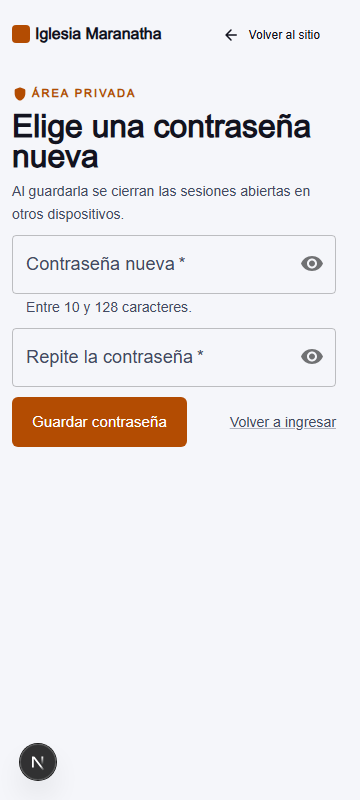 Iglesia Maranatha
Volver al sitio
ÁREA PRIVADA
Elige una contraseña
nueva
Al guardarla se cierran las sesiones abiertas en
otros dispositivos.
Contraseña nueva *
Entre 10 y 128 caracteres.
Repite la contraseña *
Guardar contraseña
Volver a ingresar
N